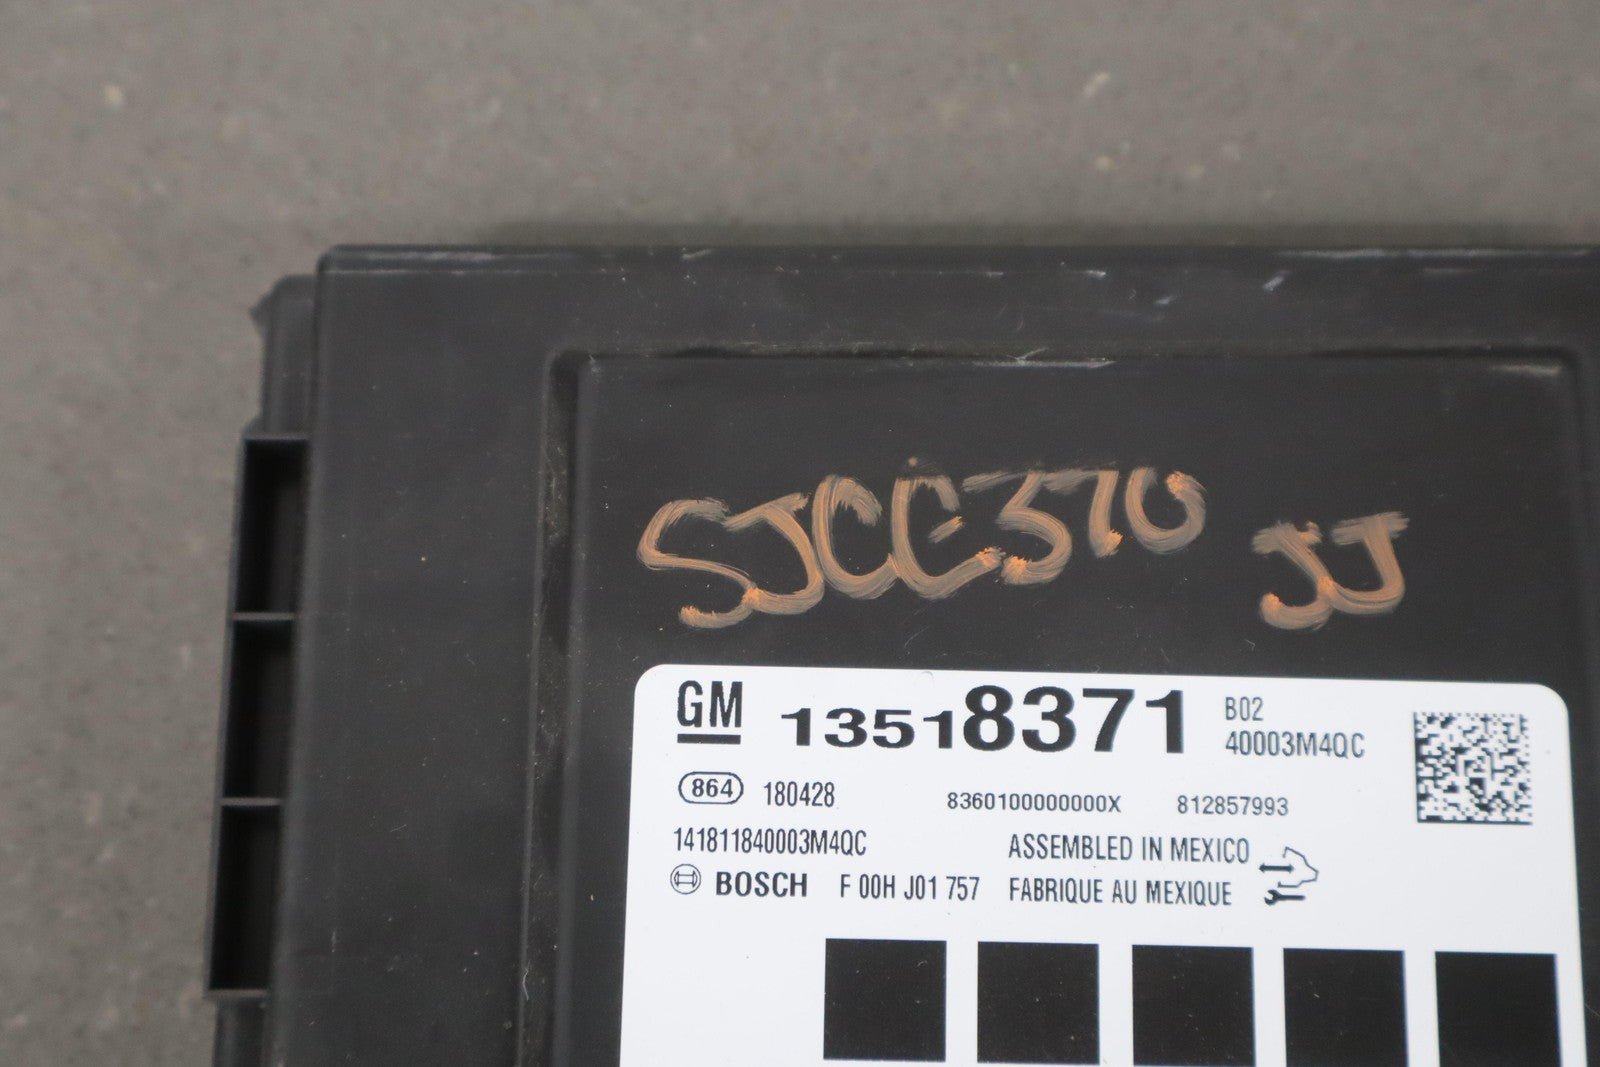 SJCC370 JJ
GM 13518371 B02
40003M4QC
864 180428 8360100000000X 812857993
141811840003M4QC ASSEMBLED IN MEXICO
BOSCH F 00H J01 757 FABRIQUE AU MEXIQUE